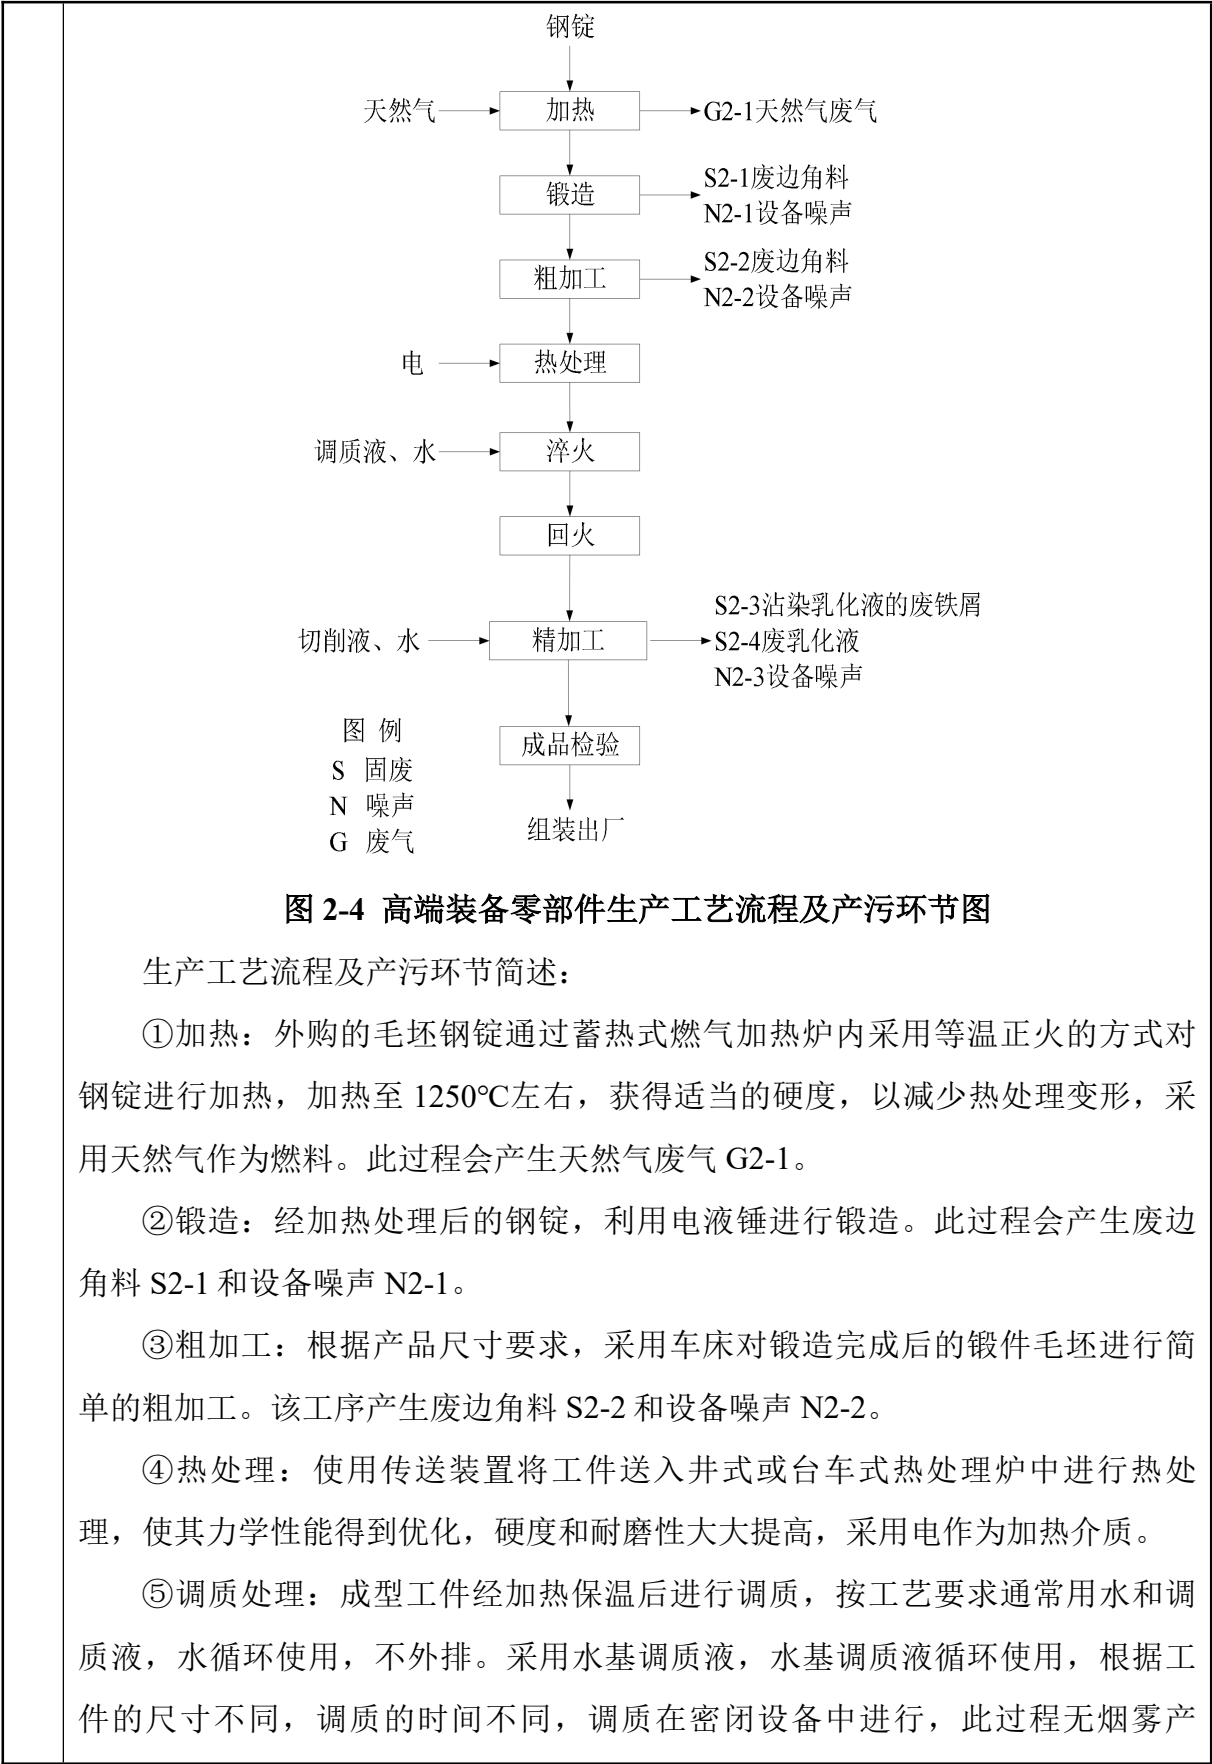 钢锭
天然气
加热
G2-1天然气废气
锻造
S2-1废边角料
N2-1设备噪声
粗加工
S2-2废边角料
N2-2设备噪声
电
热处理
调质液、水
淬火
回火
切削液、水
精加工
S2-3沾染乳化液的废铁屑
S2-4废乳化液
N2-3设备噪声
成品检验
组装出厂
图 例
S 固废
N 噪声
G 废气
图 2-4 高端装备零部件生产工艺流程及产污环节图
生产工艺流程及产污环节简述：
①加热：外购的毛坯钢锭通过蓄热式燃气加热炉内采用等温正火的方式对
钢锭进行加热，加热至 1250℃左右，获得适当的硬度，以减少热处理变形，采
用天然气作为燃料。此过程会产生天然气废气 G2-1。
②锻造：经加热处理后的钢锭，利用电液锤进行锻造。此过程会产生废边
角料 S2-1 和设备噪声 N2-1。
③粗加工：根据产品尺寸要求，采用车床对锻造完成后的锻件毛坯进行简
单的粗加工。该工序产生废边角料 S2-2 和设备噪声 N2-2。
④热处理：使用传送装置将工件送入井式或台车式热处理炉中进行热处
理，使其力学性能得到优化，硬度和耐磨性大大提高，采用电作为加热介质。
⑤调质处理：成型工件经加热保温后进行调质，按工艺要求通常用水和调
质液，水循环使用，不外排。采用水基调质液，水基调质液循环使用，根据工
件的尺寸不同，调质的时间不同，调质在密闭设备中进行，此过程无烟雾产